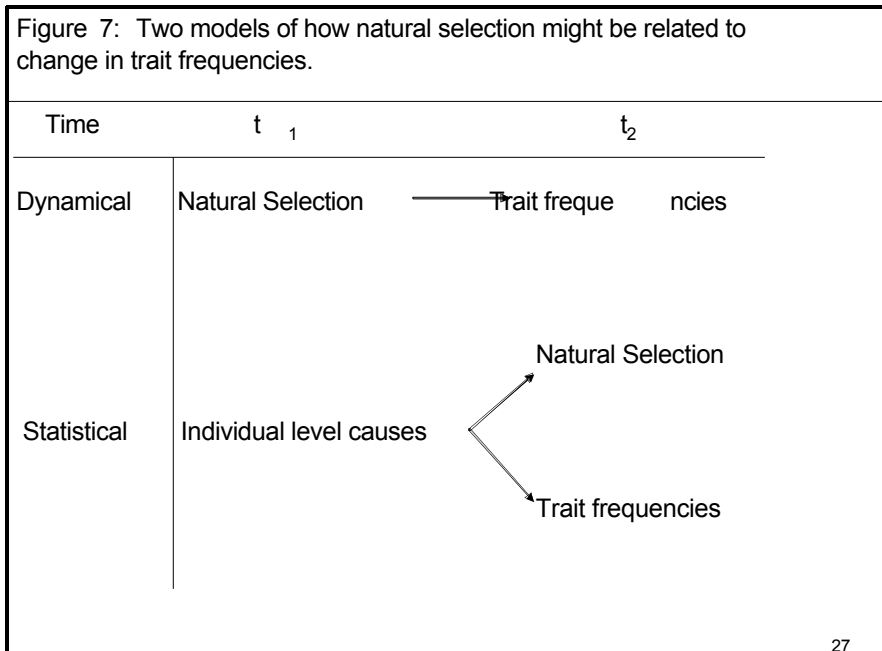 Figure 7: Two models of how natural selection might be related to
change in trait frequencies.
Time t 1 t2
Dynamical Natural Selection Trait freque ncies
Natural Selection
Statistical Individual level causes
Trait frequencies
27